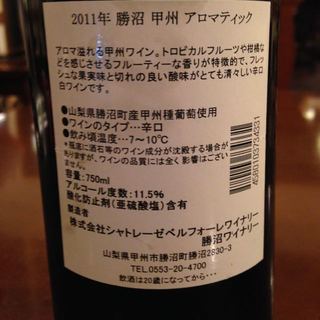 2011年 勝沼 甲州 アロマティック
アロマ溢れる甲州ワイン。トロピカルフルーツや柑橘な
どを感じさせるフルーティーな香りが特徴的で、フレッ
シュな果実味と切れの良い酸味がとても清々しい辛口
白ワインです。
●山梨県勝沼町産甲州種葡萄使用
●ワインのタイプ…辛口
●飲み頃温度…7~10℃
*瓶底に酒石等のワイン成分が沈殿する場合が
ありますが、ワインの品質には全く影響はござい
ません。
容量:750ml
アルコール度数:11.5%
酸化防止剤(亜硫酸塩)含有
製造者
株式会社シャトレーゼベルフォーレワイナリー
勝沼ワイナリー
山梨県甲州市勝沼町勝沼2830-3
TEL.0553-20-4700
飲酒は20歳になってから・・・
4580103734331